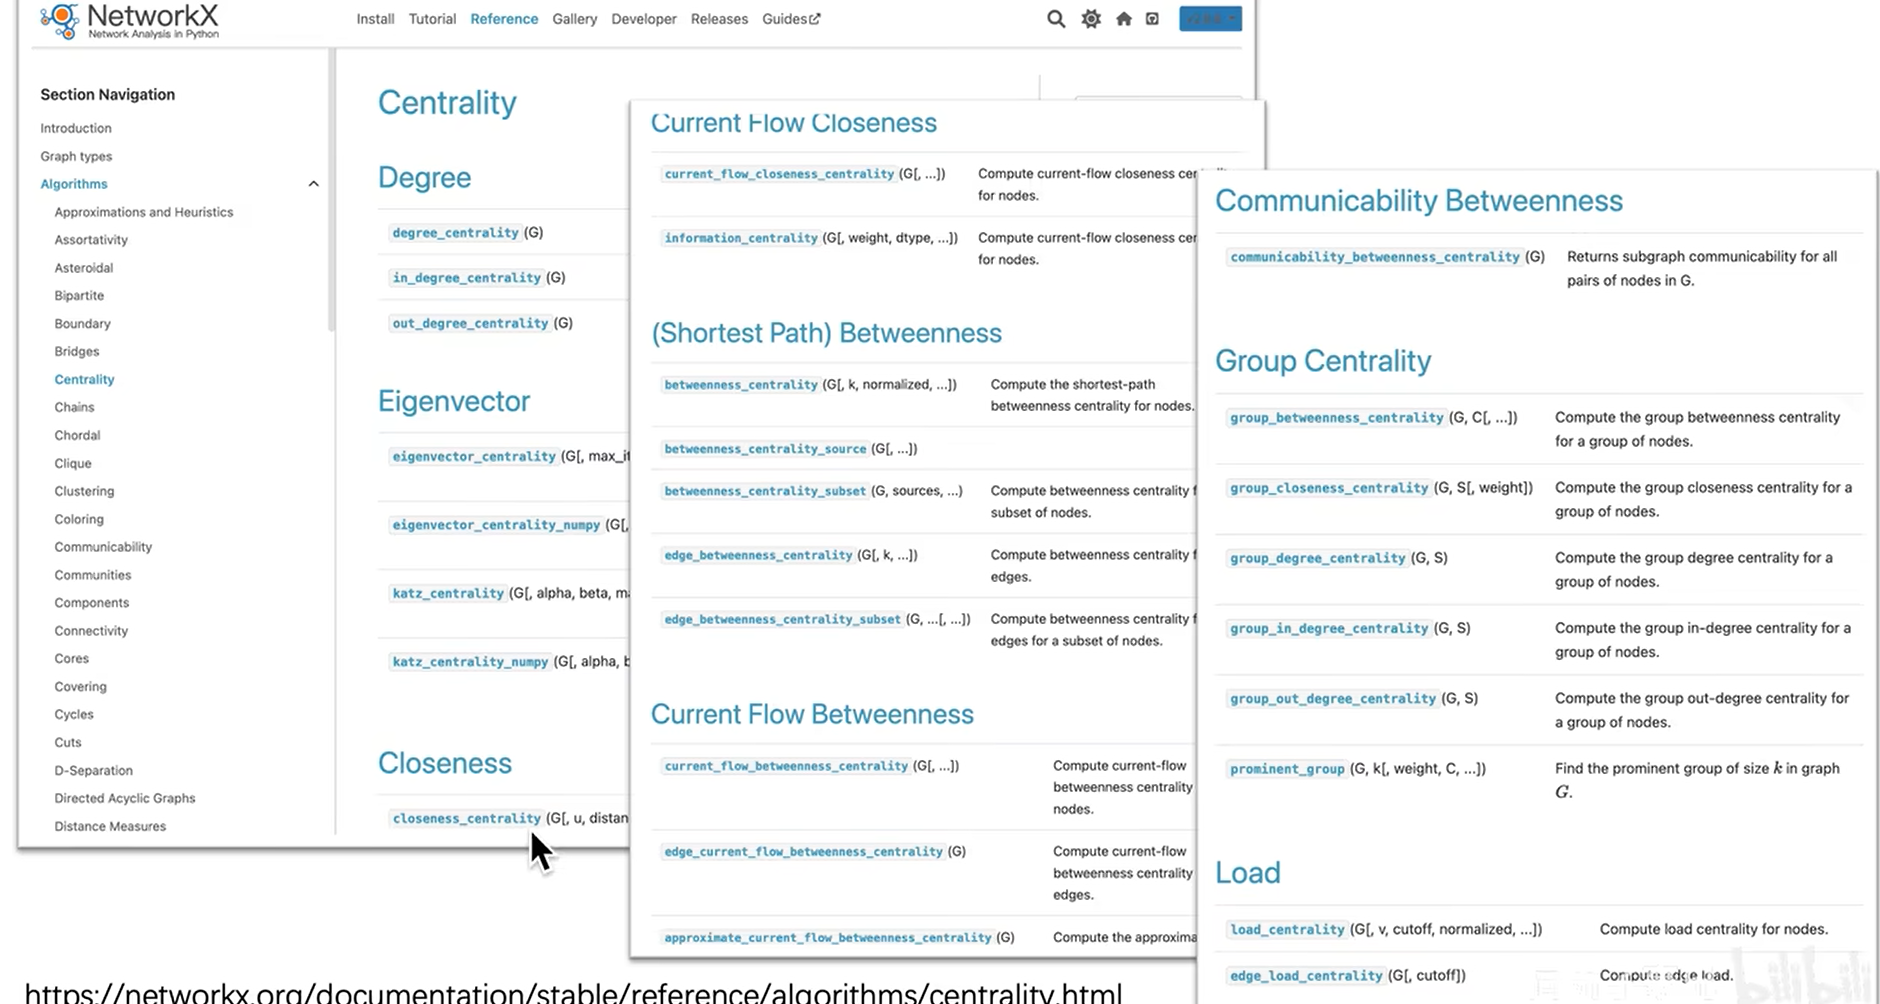 NetworkX
Network Analysis in Python
Install Tutorial Reference Gallery Developer Releases Guides
Section Navigation
Introduction
Graph types
Algorithms
Approximations and Heuristics
Assortativity
Asteroidal
Bipartite
Boundary
Bridges
Centrality
Chains
Chordal
Clique
Clustering
Coloring
Communicability
Communities
Components
Connectivity
Cores
Covering
Cycles
Cuts
D-Separation
Directed Acyclic Graphs
Distance Measures
Centrality
Degree
degree_centrality (G)
in_degree_centrality (G)
out_degree_centrality (G)
Eigenvector
eigenvector_centrality (G[, max_it
eigenvector_centrality_numpy (G[,
katz_centrality (G[, alpha, beta, ma
katz_centrality_numpy (G[, alpha, b
Closeness
closeness_centrality (G[, u, distan
Current Flow Closeness
current_flow_closeness_centrality (G[, ...]) Compute current-flow closeness cen
for nodes.
information_centrality (G[, weight, dtype, ...]) Compute current-flow closeness cer
for nodes.
(Shortest Path) Betweenness
betweenness_centrality (G[, k, normalized, ...]) Compute the shortest-path
betweenness centrality for nodes.
betweenness_centrality_source (G[, ...])
betweenness_centrality_subset (G, sources, ...) Compute betweenness centrality f
subset of nodes.
edge_betweenness_centrality (G[, k, ...]) Compute betweenness centrality f
edges.
edge_betweenness_centrality_subset (G, ...[, ...]) Compute betweenness centrality f
edges for a subset of nodes.
Current Flow Betweenness
current_flow_betweenness_centrality (G[, ...]) Compute current-flow
betweenness centrality
nodes.
edge_current_flow_betweenness_centrality (G) Compute current-flow
betweenness centrality
edges.
approximate_current_flow_betweenness_centrality (G) Compute the approxima
Communicability Betweenness
communicability_betweenness_centrality (G) Returns subgraph communicability for all
pairs of nodes in G.
Group Centrality
group_betweenness_centrality (G, C[, ...]) Compute the group betweenness centrality
for a group of nodes.
group_closeness_centrality (G, S[, weight]) Compute the group closeness centrality for a
group of nodes.
group_degree_centrality (G, S) Compute the group degree centrality for a
group of nodes.
group_in_degree_centrality (G, S) Compute the group in-degree centrality for a
group of nodes.
group_out_degree_centrality (G, S) Compute the group out-degree centrality for
a group of nodes.
prominent_group (G, k[, weight, C, ...]) Find the prominent group of size k in graph
G.
Load
load_centrality (G[, v, cutoff, normalized, ...]) Compute load centrality for nodes.
edge_load_centrality (G[, cutoff]) Compute edge load.
bilibili
https://networkx.org/documentation/stable/reference/algorithms/centrality.html